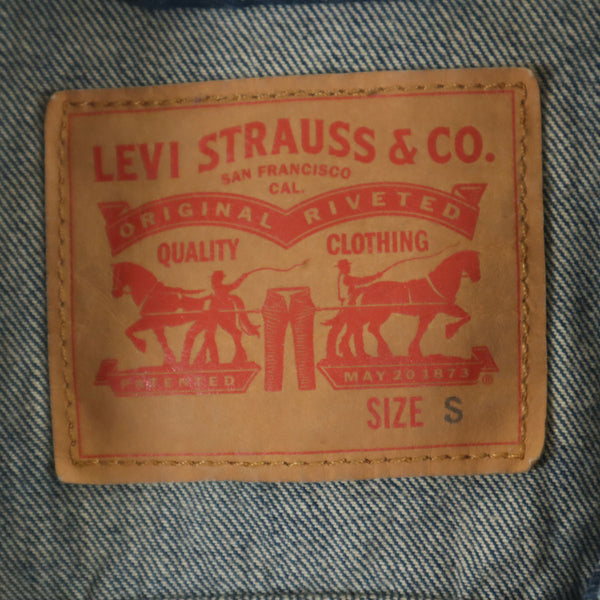 LEVI STRAUSS & CO.
SAN FRANCISCO
CAL.
ORIGINAL RIVETED
QUALITY CLOTHING
PATENTED MAY 20 1873 ®
SIZE S